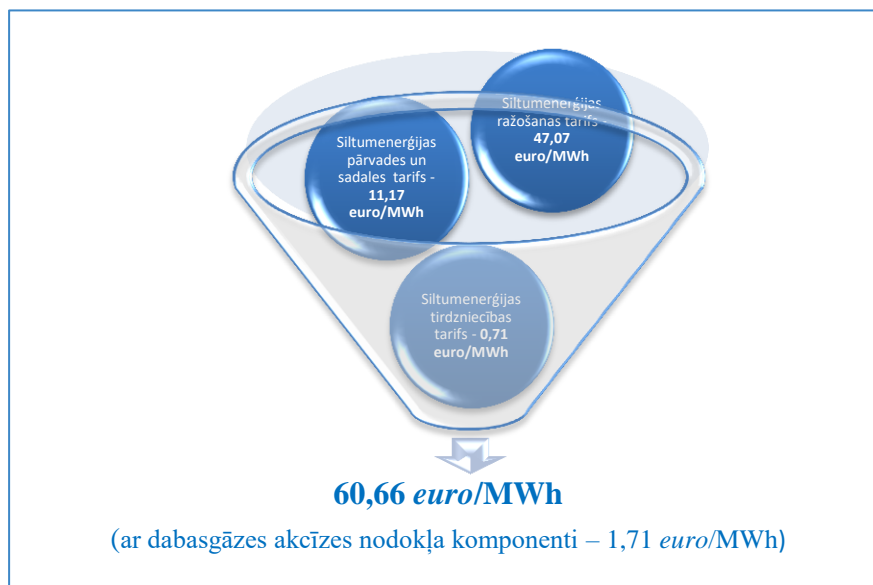 Siltumenerģijas
pārvades un
sadales tarifs -
11,17
euro/MWh
Siltumenerģijas
ražošanas tarifs -
47,07
euro/MWh
Siltumenerģijas
tirdzniecības
tarifs - 0,71
euro/MWh
60,66 euro/MWh
(ar dabasgāzes akcīzes nodokļa komponenti – 1,71 euro/MWh)